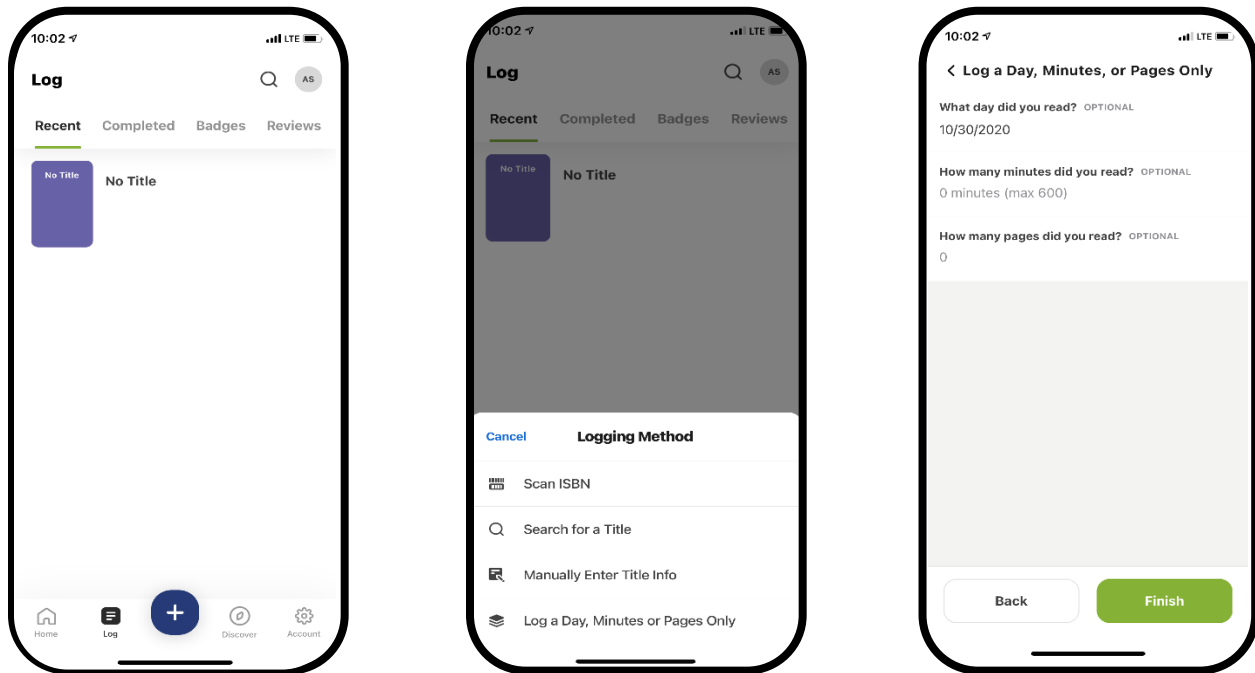 10:02
LTE
Log
AS
Recent Completed Badges Reviews
No Title
No Title
Home
Log
Discover
Account
10:02
LTE
Log
AS
Recent Completed Badges Reviews
No Title
No Title
Cancel Logging Method
Scan ISBN
Search for a Title
Manually Enter Title Info
Log a Day, Minutes or Pages Only
10:02
LTE
Log a Day, Minutes, or Pages Only
What day did you read? OPTIONAL
10/30/2020
How many minutes did you read? OPTIONAL
0 minutes (max 600)
How many pages did you read? OPTIONAL
0
Back Finish